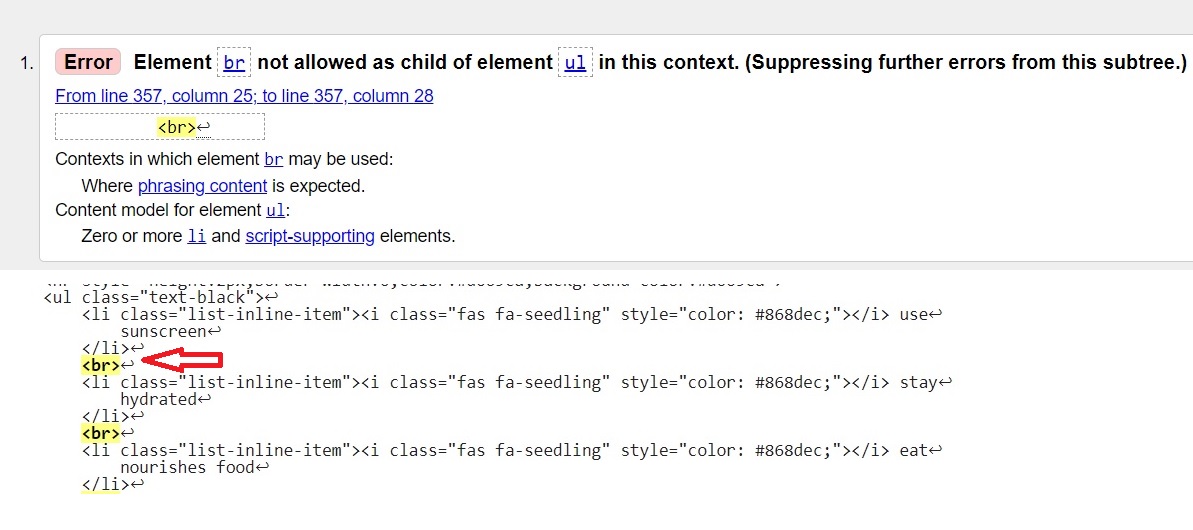 1. Error Element br not allowed as child of element ul in this context. (Suppressing further errors from this subtree.)
From line 357, column 25; to line 357, column 28
<br>↩
Contexts in which element br may be used:
Where phrasing content is expected.
Content model for element ul:
Zero or more li and script-supporting elements.
<ul class="text-black">↩
<li class="list-inline-item"><i class="fas fa-seedling" style="color: #868dec;"></i> use↩
sunscreen↩
</li>↩
<br>↩
<li class="list-inline-item"><i class="fas fa-seedling" style="color: #868dec;"></i> stay↩
hydrated↩
</li>↩
<br>↩
<li class="list-inline-item"><i class="fas fa-seedling" style="color: #868dec;"></i> eat↩
nourishes food↩
</li>↩